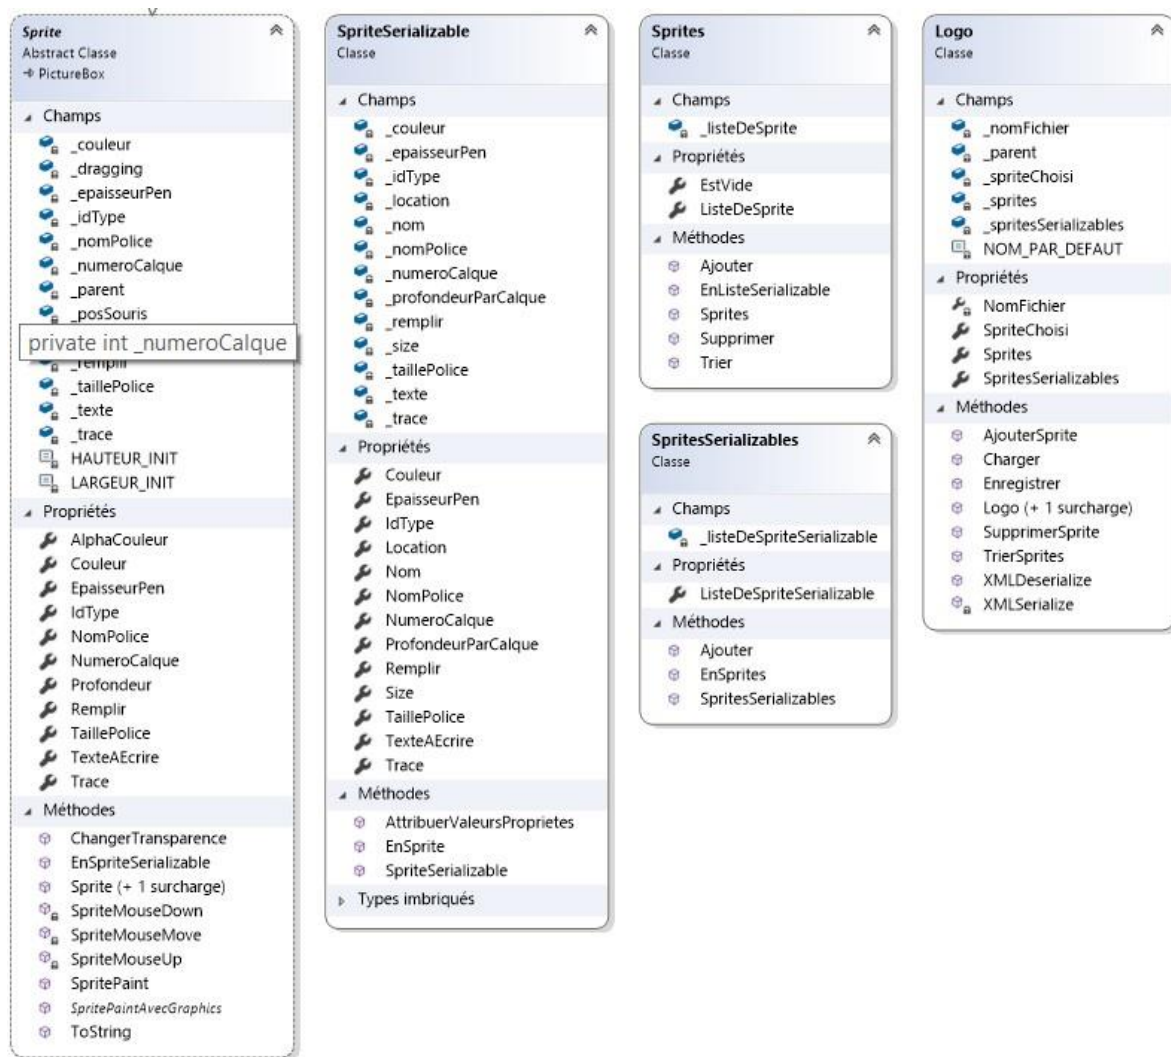 Sprite
Abstract Classe
PictureBox
Champs
_couleur
_dragging
_epaisseurPen
_idType
_nomPolice
_numeroCalque
_parent
_posSouris
private int _numeroCalque
_remplir
_taillePolice
_texte
_trace
HAUTEUR_INIT
LARGEUR_INIT
Propriétés
AlphaCouleur
Couleur
EpaisseurPen
IdType
NomPolice
NumeroCalque
Profondeur
Remplir
TaillePolice
TexteAEcrire
Trace
Méthodes
ChangerTransparence
EnSpriteSerializable
Sprite (+ 1 surcharge)
SpriteMouseDown
SpriteMouseMove
SpriteMouseUp
SpritePaint
SpritePaintAvecGraphics
ToString
SpriteSerializable
Classe
Champs
_couleur
_epaisseurPen
_idType
_location
_nom
_nomPolice
_numeroCalque
_profondeurParCalque
_remplir
_size
_taillePolice
_texte
_trace
Propriétés
Couleur
EpaisseurPen
IdType
Location
Nom
NomPolice
NumeroCalque
ProfondeurParCalque
Remplir
Size
TaillePolice
TexteAEcrire
Trace
Méthodes
AttribuerValeursProprietes
EnSprite
SpriteSerializable
Types imbriqués
Sprites
Classe
Champs
_listeDeSprite
Propriétés
EstVide
ListeDeSprite
Méthodes
Ajouter
EnListeSerializable
Sprites
Supprimer
Trier
SpritesSerializables
Classe
Champs
_listeDeSpriteSerializable
Propriétés
ListeDeSpriteSerializable
Méthodes
Ajouter
EnSprites
SpritesSerializables
Logo
Classe
Champs
_nomFichier
_parent
_spriteChoisi
_sprites
_spritesSerializables
NOM_PAR_DEFAUT
Propriétés
NomFichier
SpriteChoisi
Sprites
SpritesSerializables
Méthodes
AjouterSprite
Charger
Enregistrer
Logo (+ 1 surcharge)
SupprimerSprite
TrierSprites
XMLDeserialize
XMLSerialize